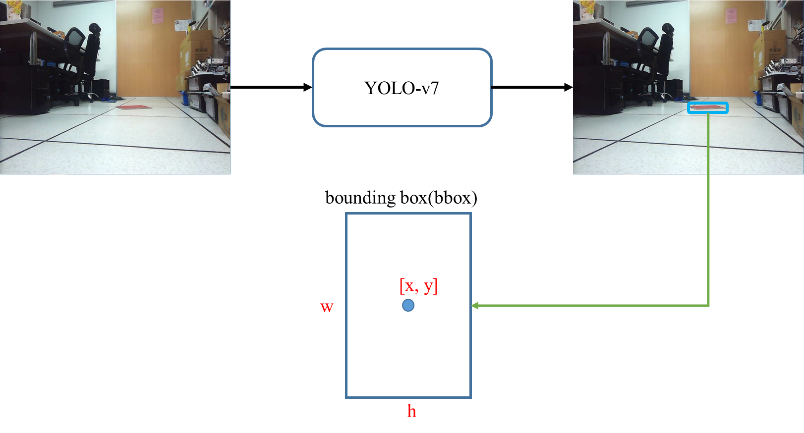 YOLO-v7
bounding box(bbox)
[x, y]
w
h